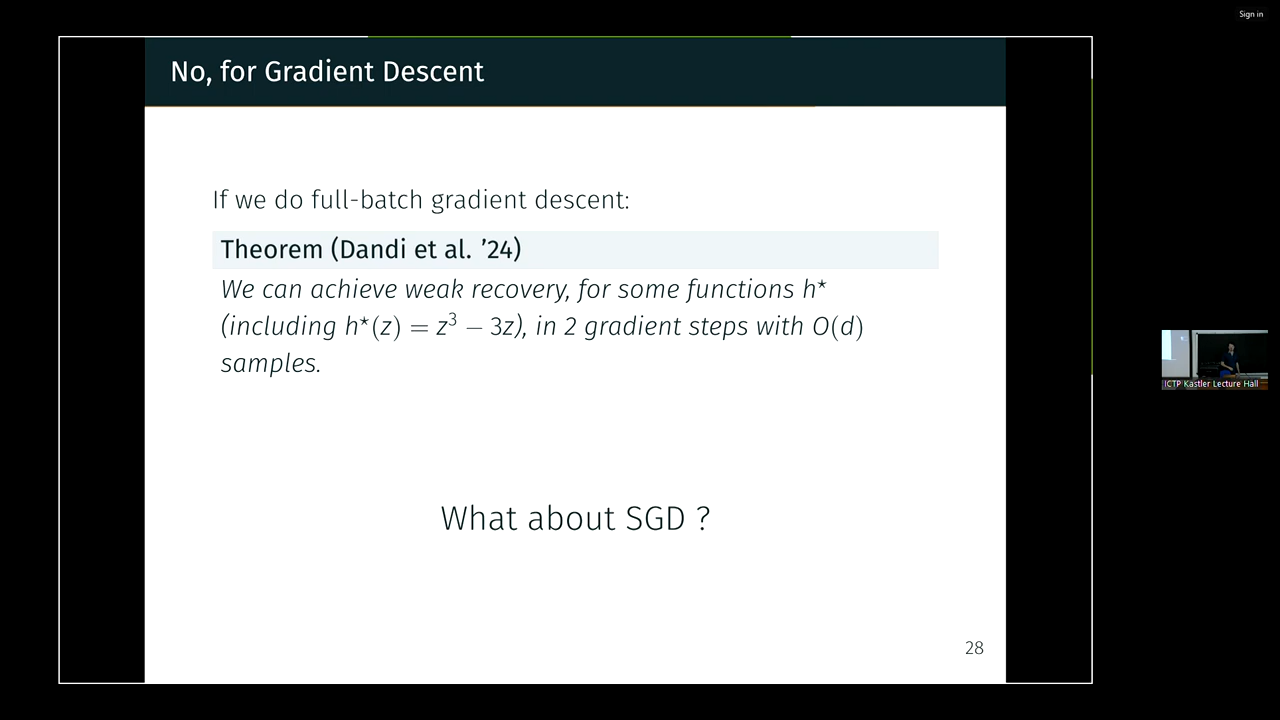 Sign in
No, for Gradient Descent
If we do full-batch gradient descent:
Theorem (Dandi et al. ’24)
We can achieve weak recovery, for some functions h⋆
(including h⋆(z) = z³ − 3z), in 2 gradient steps with O(d)
samples.
ICTP Kastler Lecture Hall
What about SGD ?
28